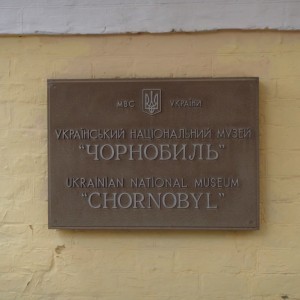 МВС УКРАЇНИ
УКРАЇНСЬКИЙ НАЦІОНАЛЬНИЙ МУЗЕЙ
"ЧОРНОБИЛЬ"
UKRAINIAN NATIONAL MUSEUM
"CHORNOBYL"